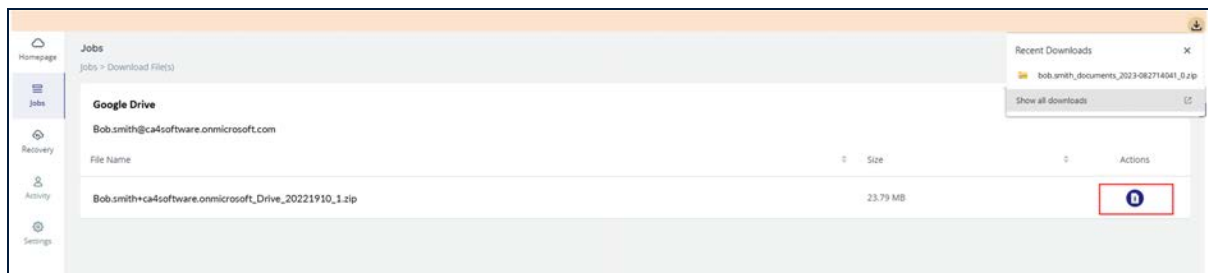 Homepage
Jobs
Recovery
Activity
Settings
Jobs
Jobs > Download File(s)
Google Drive
Bob.smith@ca4software.onmicrosoft.com
File Name
Size
Actions
Bob.smith+ca4software.onmicrosoft_Drive_20221910_1.zip
23.79 MB
Recent Downloads
bob.smith_documents_2023-082714041_0.zip
Show all downloads